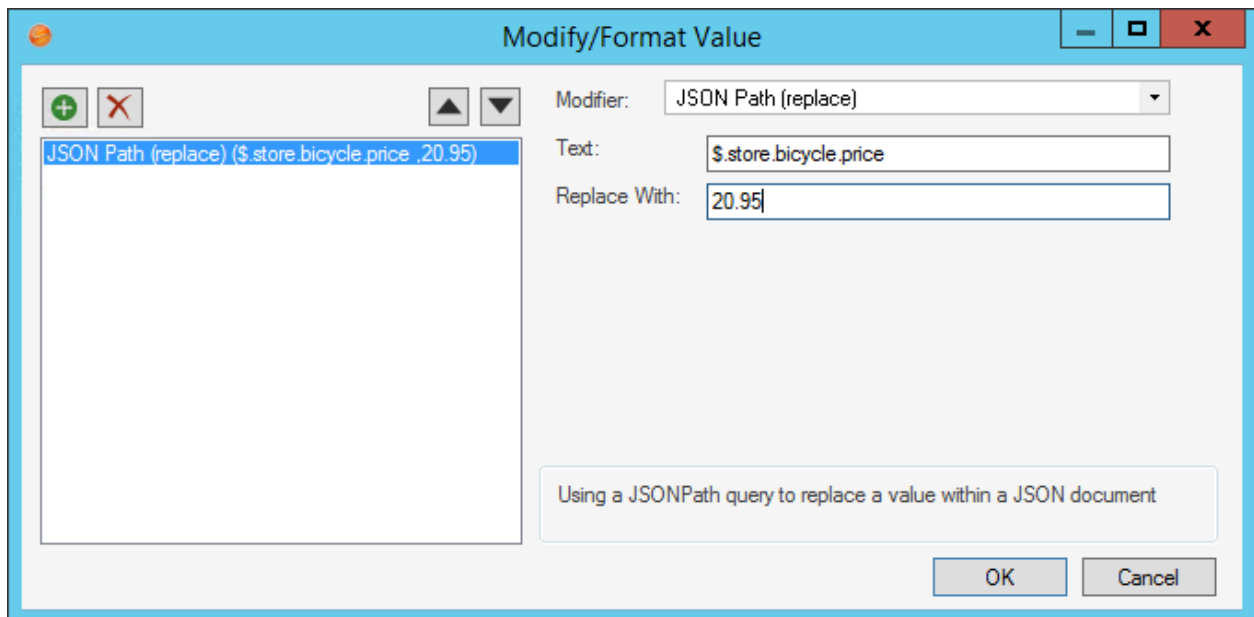 Modify/Format Value
X
JSON Path (replace) ($.store.bicycle.price ,20.95)
Modifier:
JSON Path (replace)
Text:
$.store.bicycle.price
Replace With:
20.95
Using a JSONPath query to replace a value within a JSON document
OK
Cancel